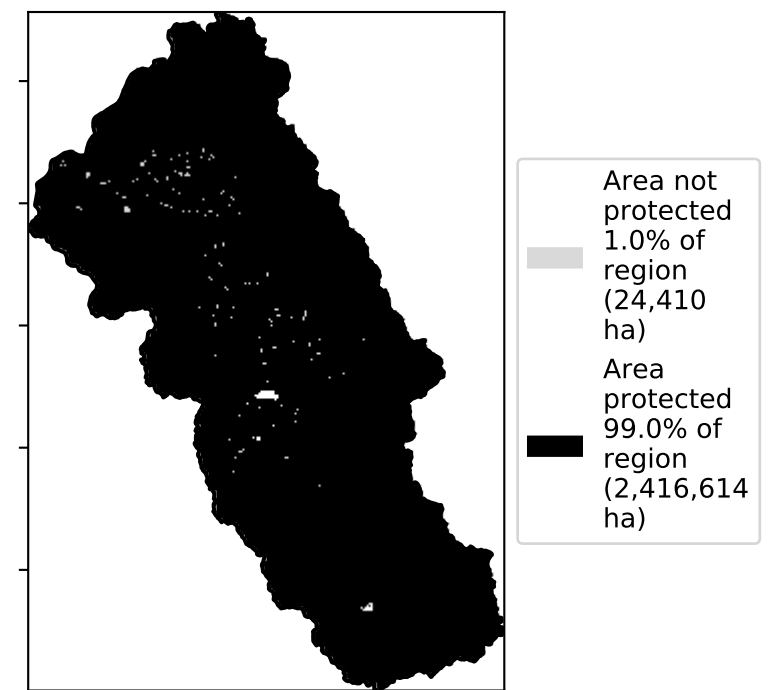 Area not
protected
1.0% of
region
(24,410
ha)
Area
protected
99.0% of
region
(2,416,614
ha)